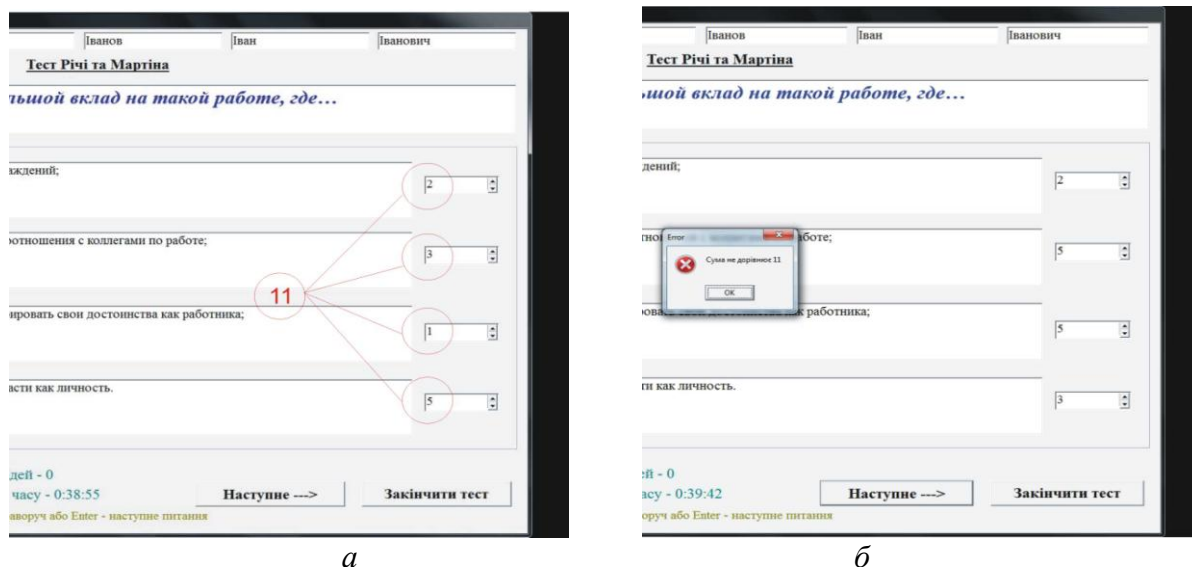 Іванов Іван Іванович
Тест Річі та Мартіна
льшой вклад на такой работе, где…
аждений;
2
отношения с коллегами по работе;
3
11
ировать свои достоинства как работника;
1
асти как личность.
5
дей - 0
часу - 0:38:55
Наступне ---> Закінчити тест
аворуч або Enter - наступне питання
а
Іванов Іван Іванович
Тест Річі та Мартіна
ьшой вклад на такой работе, где…
дений;
2
Error
боте;
Сума не дорівнює 11
5
OK
к работника;
5
ти как личность.
3
ей - 0
асу - 0:39:42
Наступне ---> Закінчити тест
оруч або Enter - наступне питання
б